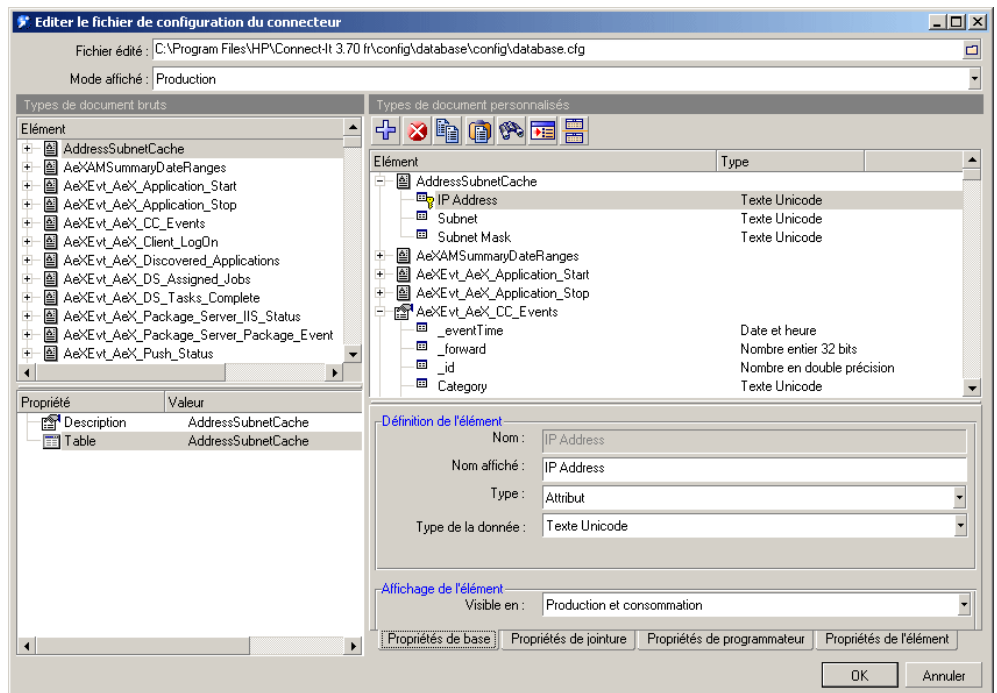 Editer le fichier de configuration du connecteur
Fichier édité : C:\Program Files\HP\Connect-It 3.70 fr\config\database\config\database.cfg
Mode affiché : Production
Types de document bruts
Elément
AddressSubnetCache
AeXAMSummaryDateRanges
AeXEvt_AeX_Application_Start
AeXEvt_AeX_Application_Stop
AeXEvt_AeX_CC_Events
AeXEvt_AeX_Client_LogOn
AeXEvt_AeX_Discovered_Applications
AeXEvt_AeX_DS_Assigned_Jobs
AeXEvt_AeX_DS_Tasks_Complete
AeXEvt_AeX_Package_Server_IIS_Status
AeXEvt_AeX_Package_Server_Package_Event
AeXEvt_AeX_Push_Status
Propriété Valeur
Description AddressSubnetCache
Table AddressSubnetCache
Types de document personnalisés
Elément Type
AddressSubnetCache
IP Address Texte Unicode
Subnet Texte Unicode
Subnet Mask Texte Unicode
AeXAMSummaryDateRanges
AeXEvt_AeX_Application_Start
AeXEvt_AeX_Application_Stop
AeXEvt_AeX_CC_Events
_eventTime Date et heure
_forward Nombre entier 32 bits
_id Nombre en double précision
Category Texte Unicode
Définition de l'élément
Nom : IP Address
Nom affiché : IP Address
Type : Attribut
Type de la donnée : Texte Unicode
Affichage de l'élément
Visible en : Production et consommation
Propriétés de base Propriétés de jointure Propriétés de programmateur Propriétés de l'élément
OK Annuler